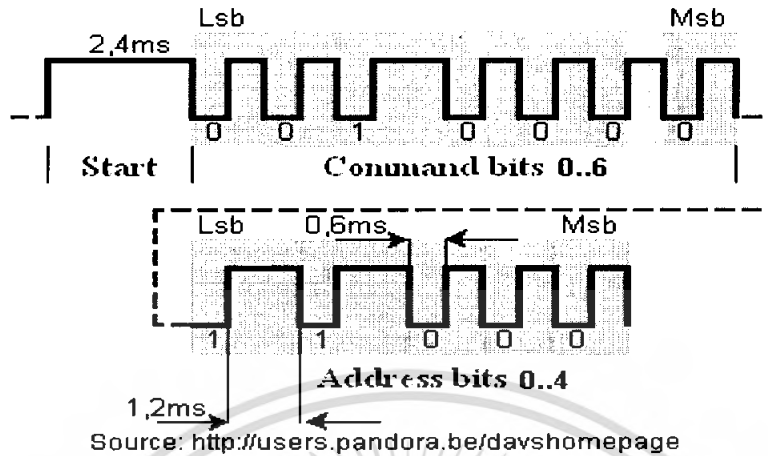 Lsb Msb
2,4ms
0 0 1 0 0 0 0
Start Command bits 0..6
Lsb 0,6ms Msb
1 1 0 0 0
Address bits 0..4
1,2ms
Source: http://users.pandora.be/davshomepage